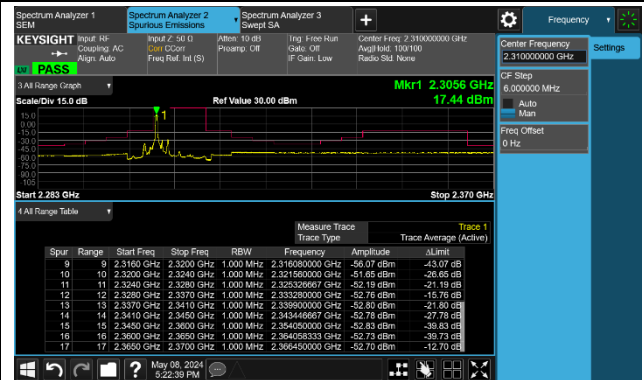 Spectrum Analyzer 1
SEM
Spectrum Analyzer 2
Spurious Emissions
Spectrum Analyzer 3
Swept SA
Frequency
KEYSIGHT
Input: RF
Coupling: AC
Align: Auto
Input Z: 50 Ω
Corr CCorr
Freq Ref: Int (S)
Atten: 10 dB
Preamp: Off
Trig: Free Run
Gate: Off
IF Gain: Low
Center Freq: 2.310000000 GHz
Avg|Hold: 100/100
Radio Std: None
PASS
Center Frequency
2.310000000 GHz
Settings
CF Step
6.000000 MHz
Auto
Man
Freq Offset
0 Hz
3 All Range Graph
Mkr1 2.3056 GHz
17.44 dBm
Scale/Div 15.0 dB
Ref Value 30.00 dBm
15.0
0.00
-15.0
-30.0
-45.0
-60.0
-75.0
-90.0
-105
1
Start 2.283 GHz
Stop 2.370 GHz
4 All Range Table
Measure Trace Trace 1
Trace Type Trace Average (Active)
Spur Range Start Freq Stop Freq RBW Frequency Amplitude ΔLimit
9 9 2.3160 GHz 2.3200 GHz 1.000 MHz 2.316080000 GHz -56.07 dBm -43.07 dB
10 10 2.3200 GHz 2.3240 GHz 1.000 MHz 2.321560000 GHz -51.65 dBm -26.65 dB
11 11 2.3240 GHz 2.3280 GHz 1.000 MHz 2.325326667 GHz -52.19 dBm -21.19 dB
12 12 2.3280 GHz 2.3370 GHz 1.000 MHz 2.333280000 GHz -52.76 dBm -15.76 dB
13 13 2.3370 GHz 2.3410 GHz 1.000 MHz 2.339900000 GHz -52.80 dBm -21.80 dB
14 14 2.3410 GHz 2.3450 GHz 1.000 MHz 2.343446667 GHz -52.78 dBm -27.78 dB
15 15 2.3450 GHz 2.3600 GHz 1.000 MHz 2.354050000 GHz -52.83 dBm -39.83 dB
16 16 2.3600 GHz 2.3650 GHz 1.000 MHz 2.364058333 GHz -52.73 dBm -39.73 dB
17 17 2.3650 GHz 2.3700 GHz 1.000 MHz 2.366450000 GHz -52.70 dBm -12.70 dB
May 08, 2024
5:22:39 PM